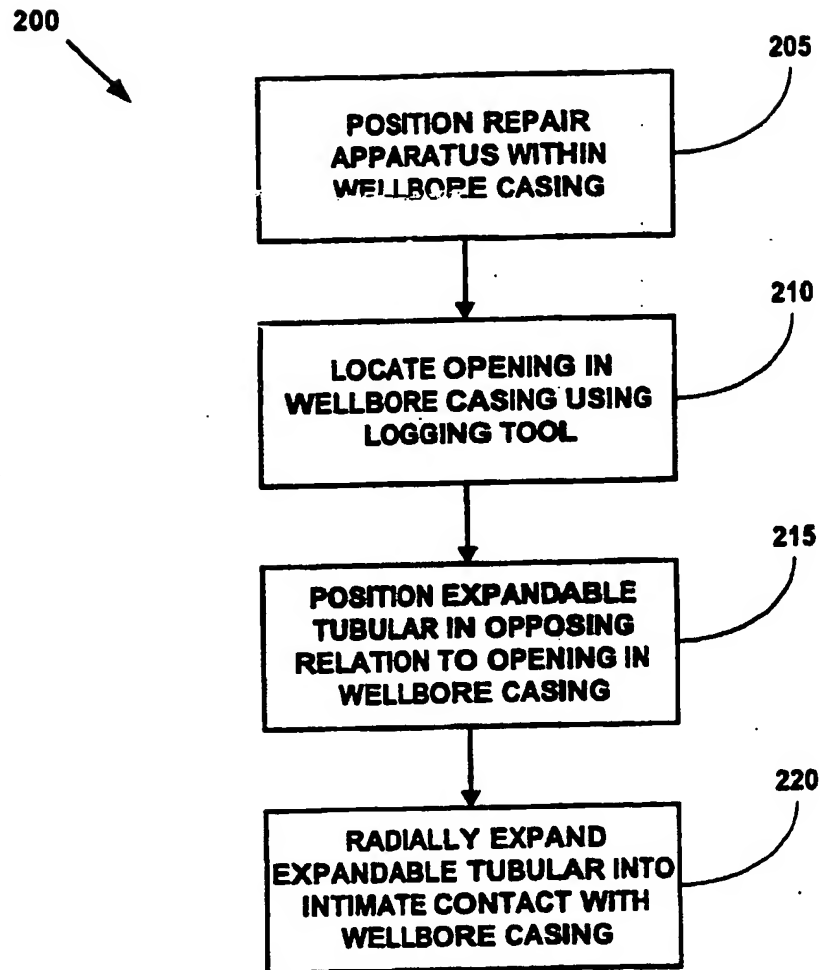 200
205
POSITION REPAIR
APPARATUS WITHIN
WELLBORE CASING
210
LOCATE OPENING IN
WELLBORE CASING USING
LOGGING TOOL
215
POSITION EXPANDABLE
TUBULAR IN OPPOSING
RELATION TO OPENING IN
WELLBORE CASING
220
RADIALLY EXPAND
EXPANDABLE TUBULAR INTO
INTIMATE CONTACT WITH
WELLBORE CASING